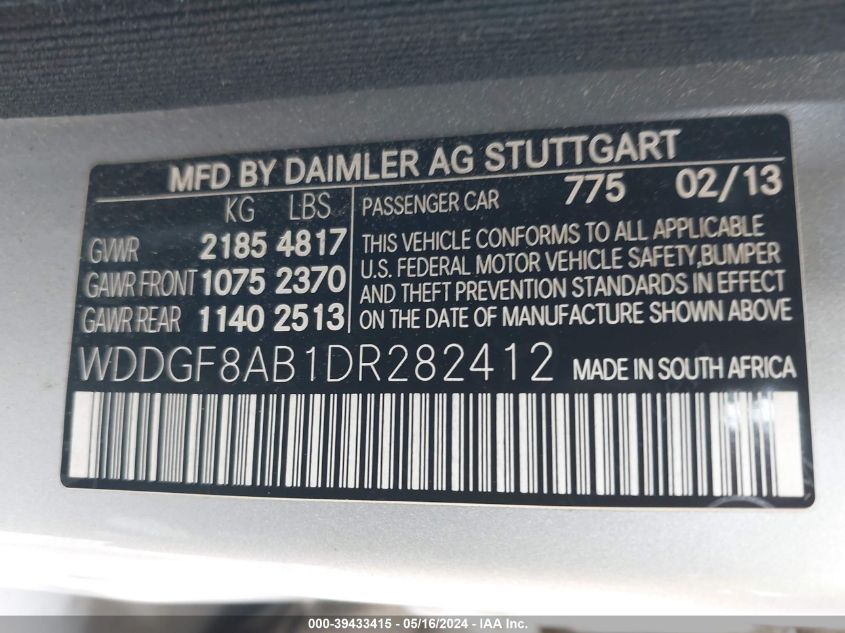 MFD BY DAIMLER AG STUTTGART
KG LBS
GVWR 2185 4817
GAWR FRONT 1075 2370
GAWR REAR 1140 2513
PASSENGER CAR 775 02/13
THIS VEHICLE CONFORMS TO ALL APPLICABLE
U.S. FEDERAL MOTOR VEHICLE SAFETY,BUMPER
AND THEFT PREVENTION STANDARDS IN EFFECT
ON THE DATE OF MANUFACTURE SHOWN ABOVE
WDDGF8AB1DR282412 MADE IN SOUTH AFRICA
000-39433415 - 05/16/2024 - IAA Inc.